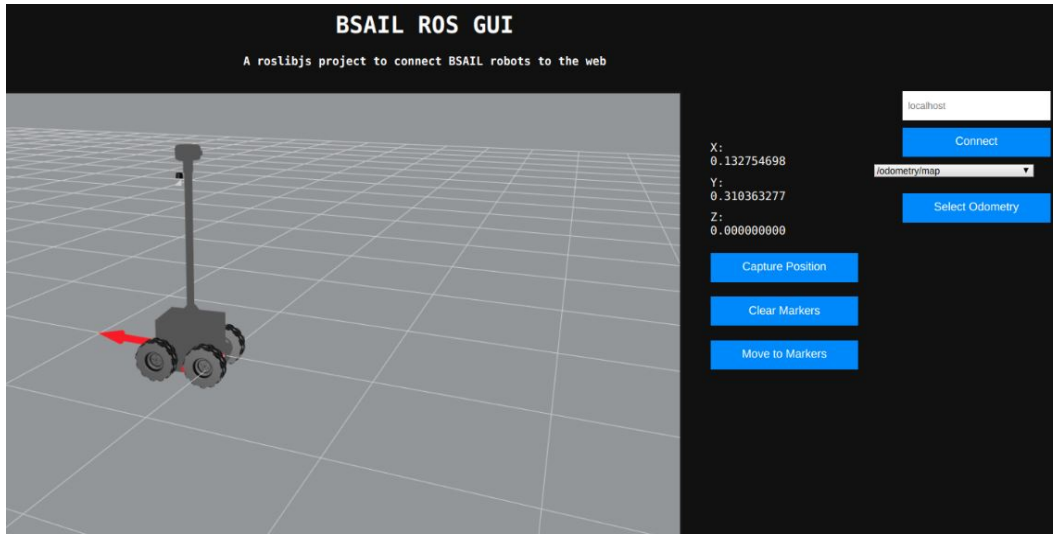 BSAIL ROS GUI
A roslibjs project to connect BSAIL robots to the web
localhost
Connect
/odometry/map
Select Odometry
X:
0.132754698
Y:
0.310363277
Z:
0.000000000
Capture Position
Clear Markers
Move to Markers